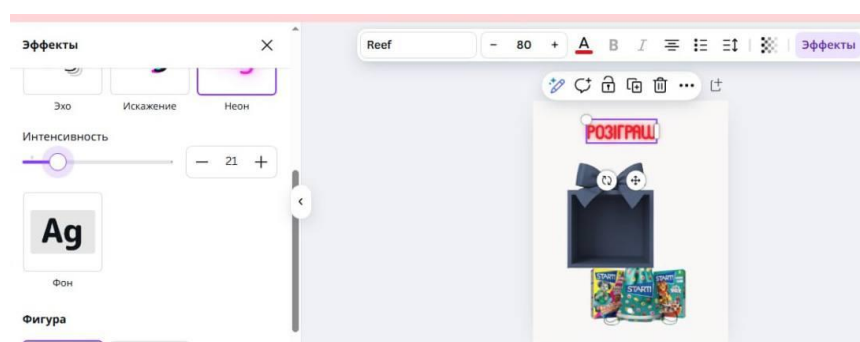 Эффекты
Reef
– 80 +
A B I
Эффекты
Эхо
Искажение
Неон
Интенсивность
21
Ag
Фон
Фигура
РОЗІГРАШ
START!
START!
START!